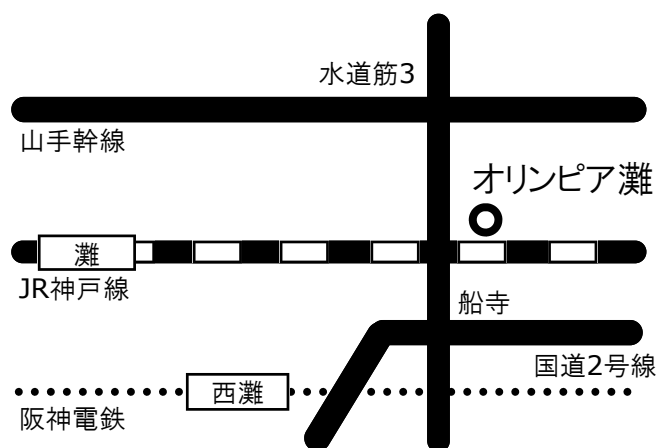 水道筋3
山手幹線
オリンピア灘
灘
JR神戸線
船寺
国道2号線
西灘
阪神電鉄